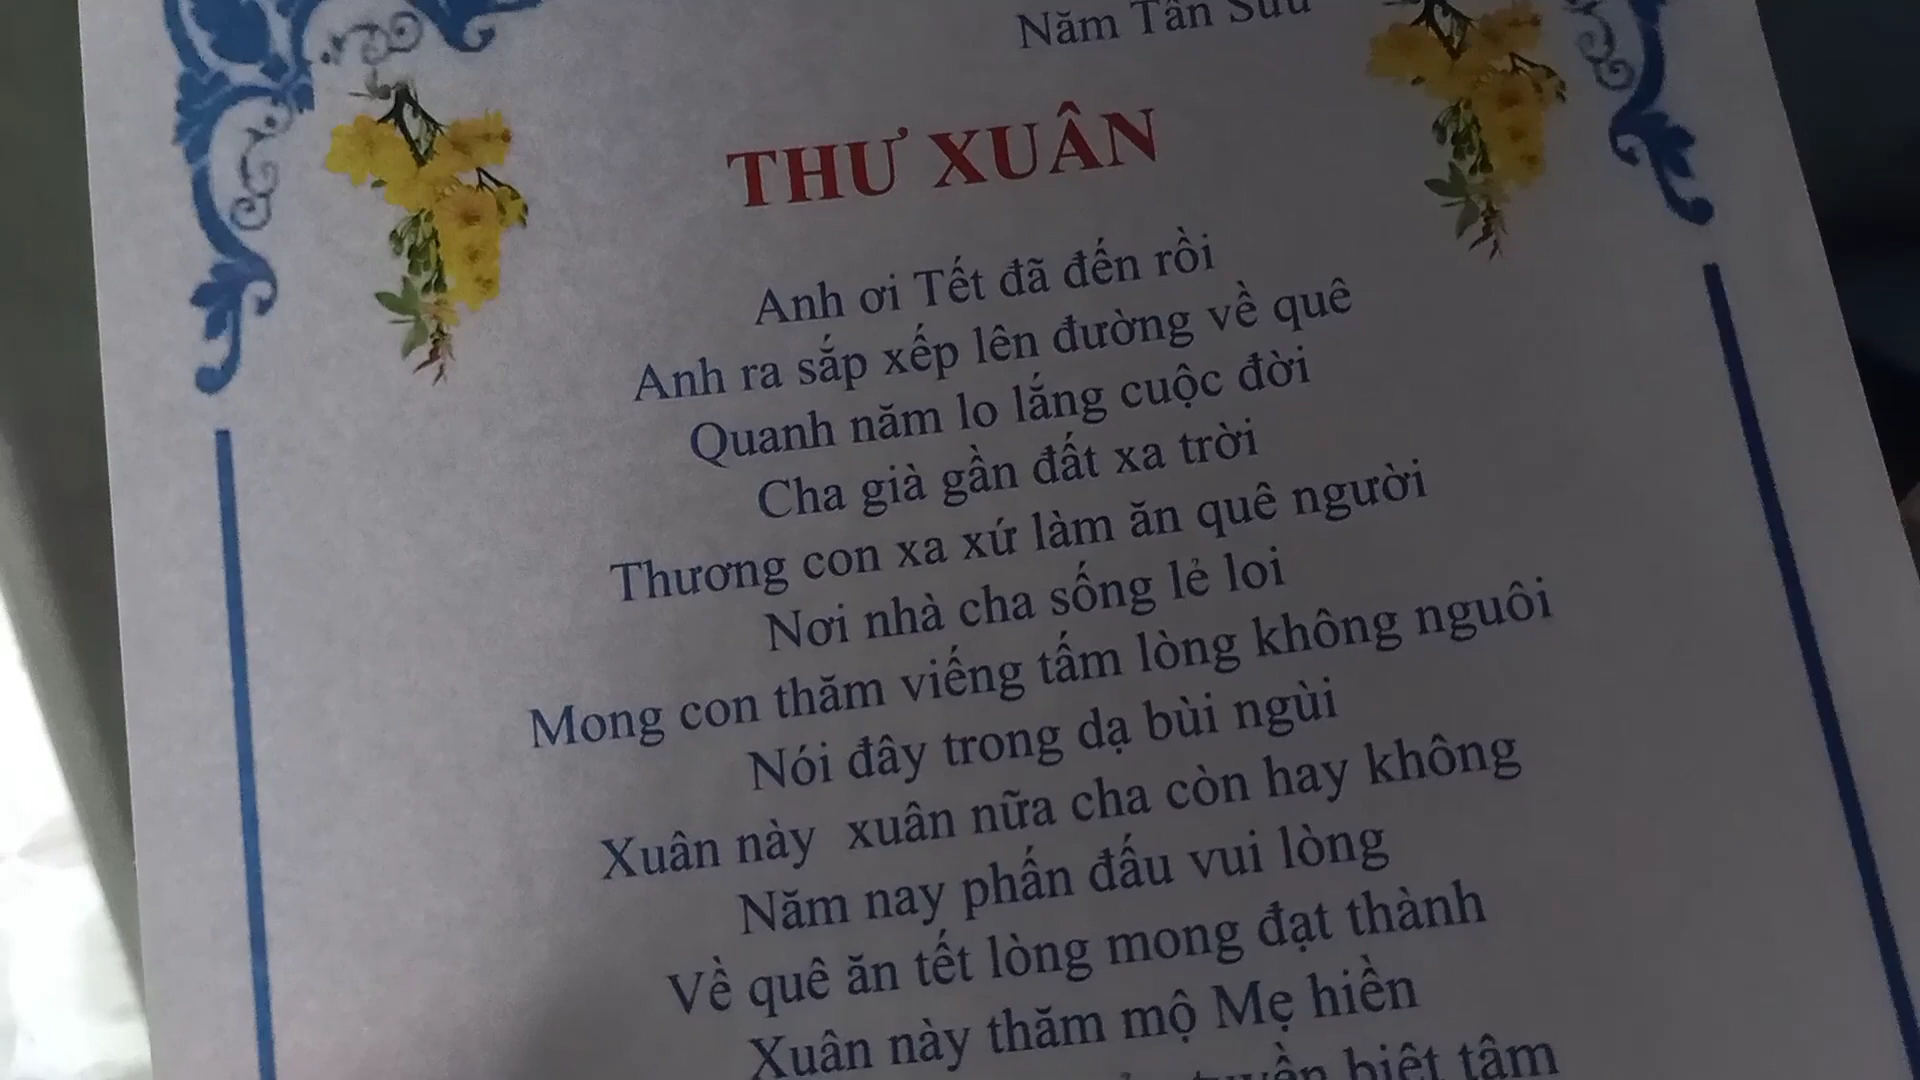 Năm Tân Sửu
THƯ XUÂN
Anh ơi Tết đã đến rồi
Anh ra sắp xếp lên đường về quê
Quanh năm lo lắng cuộc đời
Cha già gần đất xa trời
Thương con xa xứ làm ăn quê người
Nơi nhà cha sống lẻ loi
Mong con thăm viếng tấm lòng không nguôi
Nói đây trong dạ bùi ngùi
Xuân này xuân nữa cha còn hay không
Năm nay phấn đấu vui lòng
Về quê ăn tết lòng mong đạt thành
Xuân này thăm mộ Mẹ hiền
biệt tâm